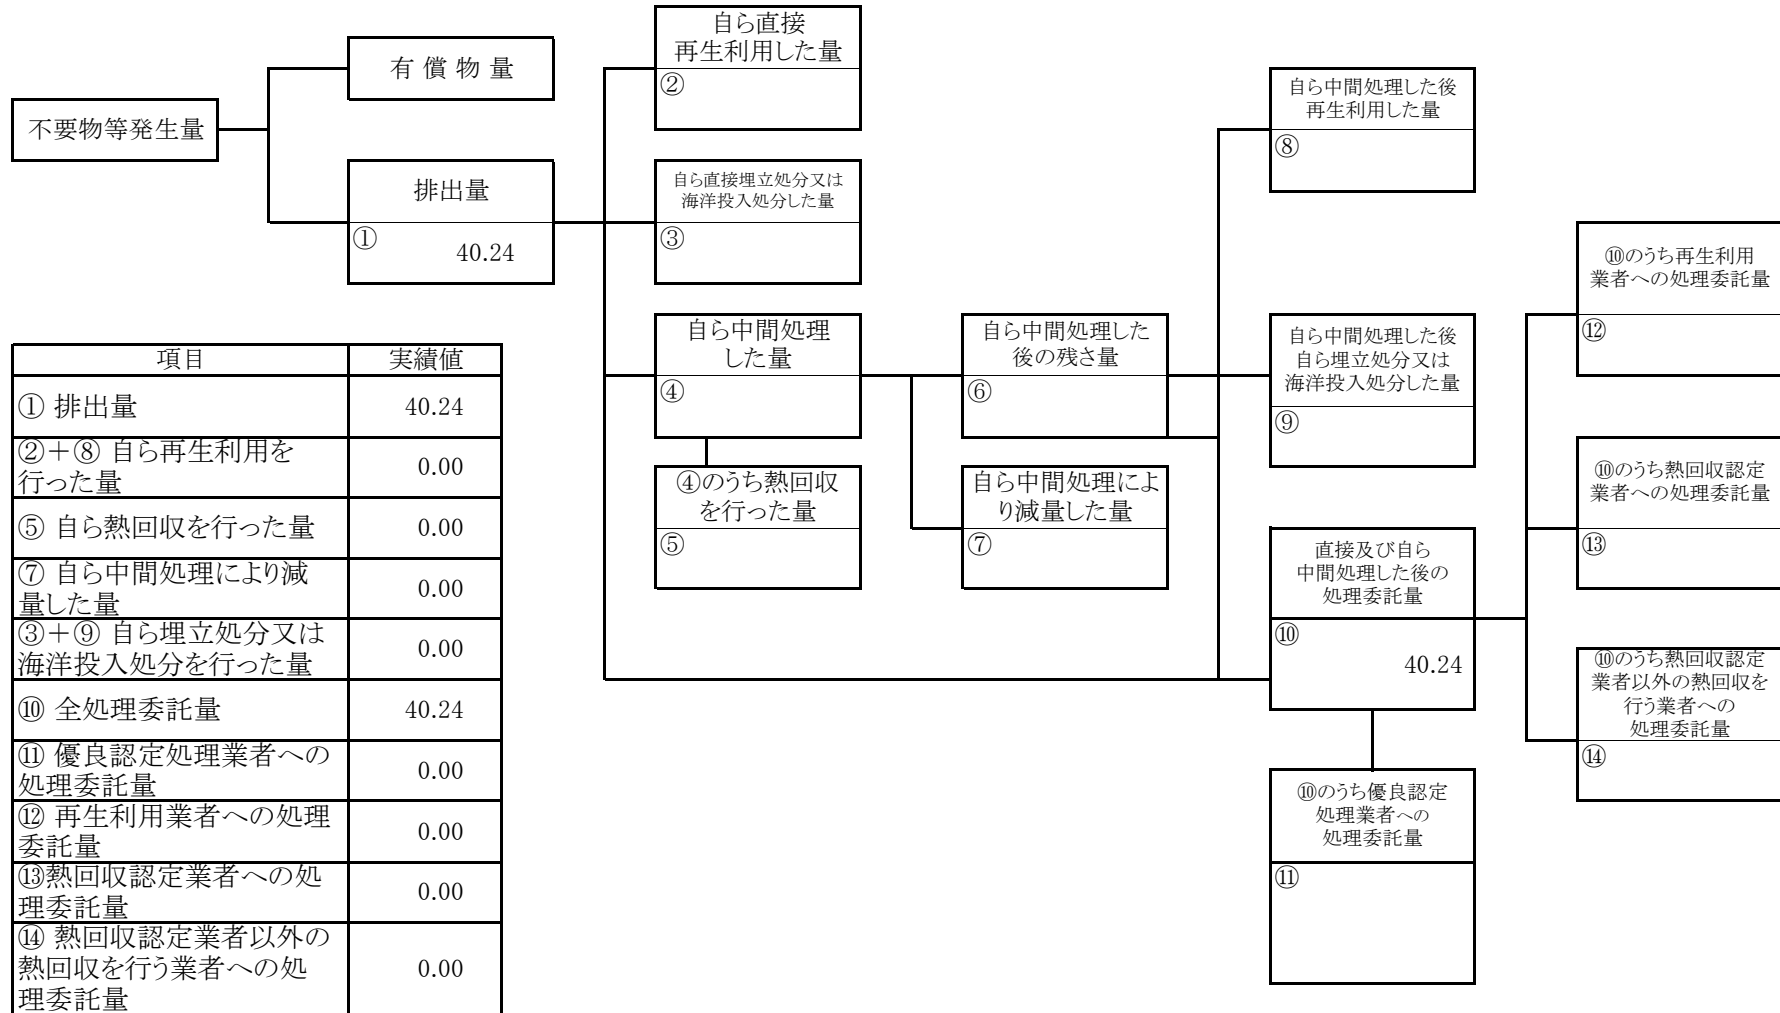 不要物等発生量
有償物量
排出量
①
40.24
自ら直接
再生利用した量
②
自ら直接埋立処分又は
海洋投入処分した量
③
自ら中間処理
した量
④
④のうち熱回収
を行った量
⑤
自ら中間処理した
後の残さ量
⑥
自ら中間処理によ
り減量した量
⑦
自ら中間処理した後
再生利用した量
⑧
自ら中間処理した後
自ら埋立処分又は
海洋投入処分した量
⑨
直接及び自ら
中間処理した後の
処理委託量
⑩
40.24
⑩のうち優良認定
処理業者への
処理委託量
⑪
⑩のうち再生利用
業者への処理委託量
⑫
⑩のうち熱回収認定
業者への処理委託量
⑬
⑩のうち熱回収認定
業者以外の熱回収を
行う業者への
処理委託量
⑭
項目 実績値
① 排出量 40.24
②+⑧ 自ら再生利用を
行った量 0.00
⑤ 自ら熱回収を行った量 0.00
⑦ 自ら中間処理により減
量した量 0.00
③+⑨ 自ら埋立処分又は
海洋投入処分を行った量 0.00
⑩ 全処理委託量 40.24
⑪ 優良認定処理業者への
処理委託量 0.00
⑫ 再生利用業者への処理
委託量 0.00
⑬熱回収認定業者への処
理委託量 0.00
⑭ 熱回収認定業者以外の
熱回収を行う業者への処
理委託量 0.00